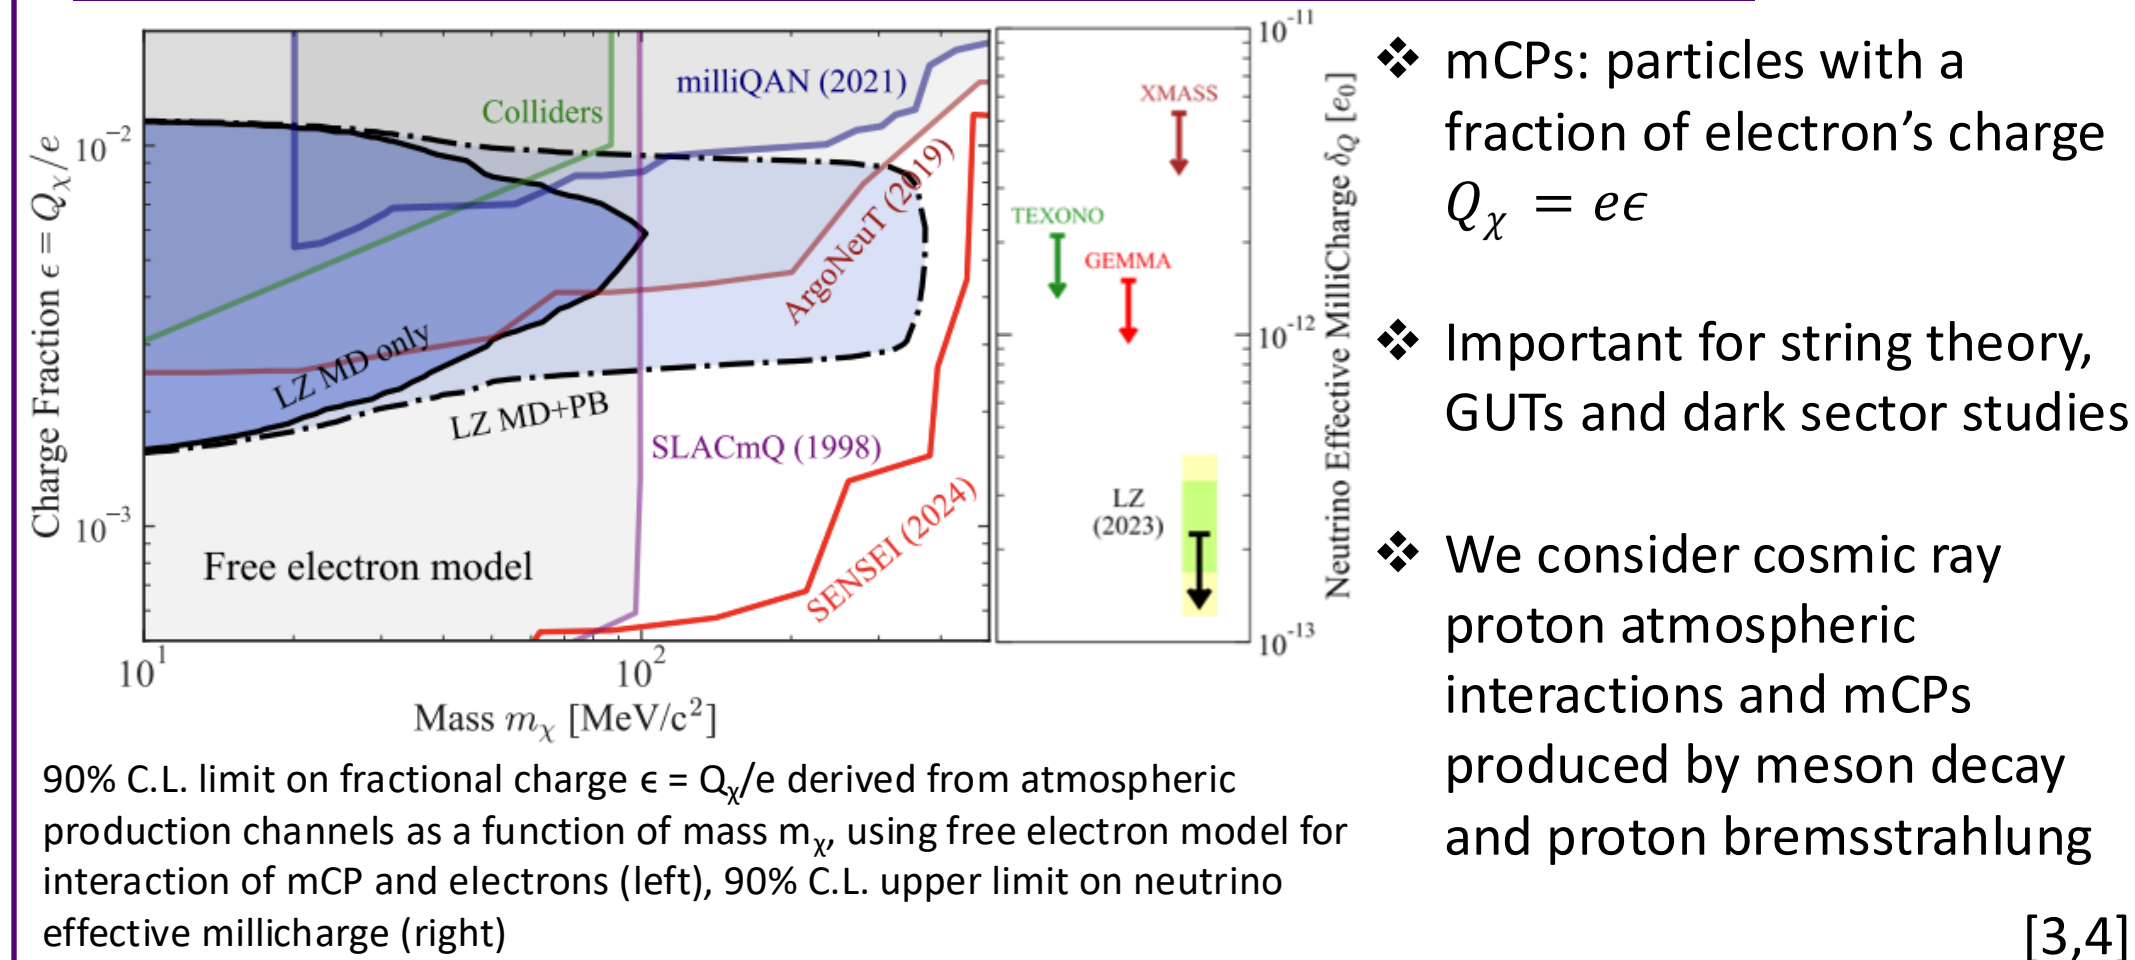 10⁻²
10⁻³
Charge Fraction ϵ = Qχ/e
Colliders
milliQAN (2021)
ArgoNeuT (2019)
LZ MD only
LZ MD+PB
SLACmQ (1998)
SENSEI (2024)
Free electron model
10¹
10²
Mass mχ [MeV/c²]
XMASS
TEXONO
GEMMA
LZ
(2023)
10⁻¹¹
10⁻¹²
10⁻¹³
Neutrino Effective MilliCharge δQ [e₀]
90% C.L. limit on fractional charge ϵ = Qχ/e derived from atmospheric
production channels as a function of mass mχ, using free electron model for
interaction of mCP and electrons (left), 90% C.L. upper limit on neutrino
effective millicharge (right)
❖ mCPs: particles with a
fraction of electron’s charge
Qχ = eϵ
❖ Important for string theory,
GUTs and dark sector studies
❖ We consider cosmic ray
proton atmospheric
interactions and mCPs
produced by meson decay
and proton bremsstrahlung
[3,4]